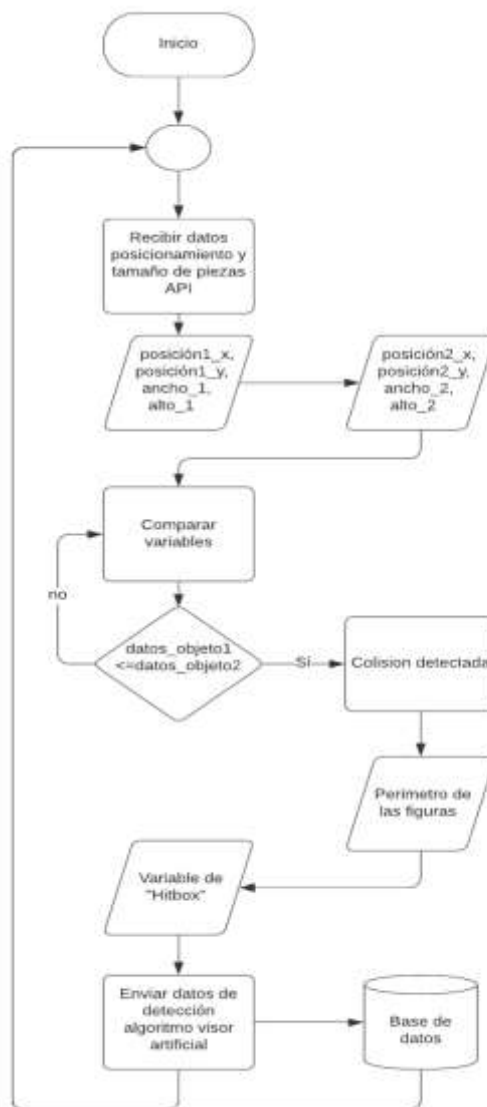 Inicio
Recibir datos
posicionamiento y
tamaño de piezas
API
posición1_x,
posición1_y,
ancho_1,
alto_1
posición2_x,
posición2_y,
ancho_2,
alto_2
Comparar
variables
no
datos_objeto1
<=datos_objeto2
Sí
Colision detectada
Perimetro de
las figuras
Variable de
"Hitbox"
Enviar datos de
detección
algoritmo visor
artificial
Base de
datos